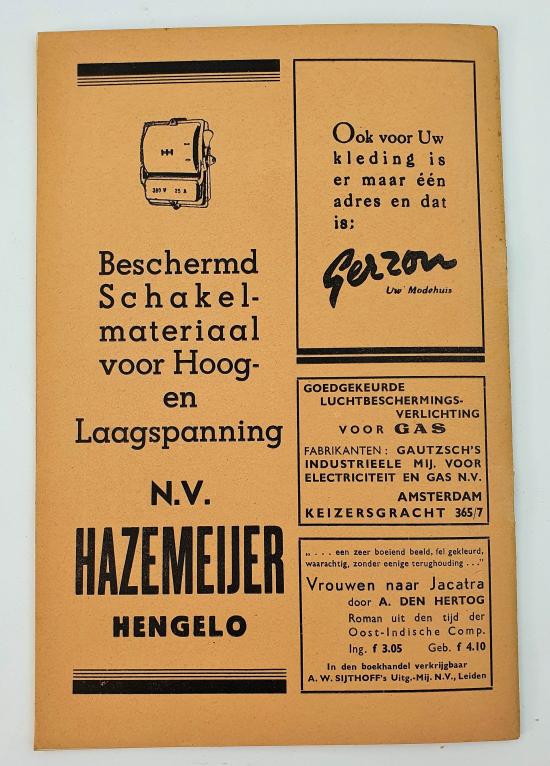 380 V 25 A
Beschermd
Schakel-
materiaal
voor Hoog-
en
Laagspanning
N.V.
HAZEMEIJER
HENGELO
Ook voor Uw
kleding is
er maar één
adres en dat
is:
Gerzon
Uw Modehuis
GOEDGEKEURDE
LUCHTBESCHERMINGS-
VERLICHTING
VOOR GAS
FABRIKANTEN: GAUTZSCH'S
INDUSTRIEELE MIJ. VOOR
ELECTRICITEIT EN GAS N.V.
AMSTERDAM
KEIZERSGRACHT 365/7
„... een zeer boeiend beeld, fel gekleurd,
waarachtig, zonder eenige terughouding ..."
Vrouwen naar Jacatra
door A. DEN HERTOG
Roman uit den tijd der
Oost-Indische Comp.
Ing. f 3.05 Geb. f 4.10
In den boekhandel verkrijgbaar
A. W. SIJTHOFF's Uitg.-Mij. N.V., Leiden